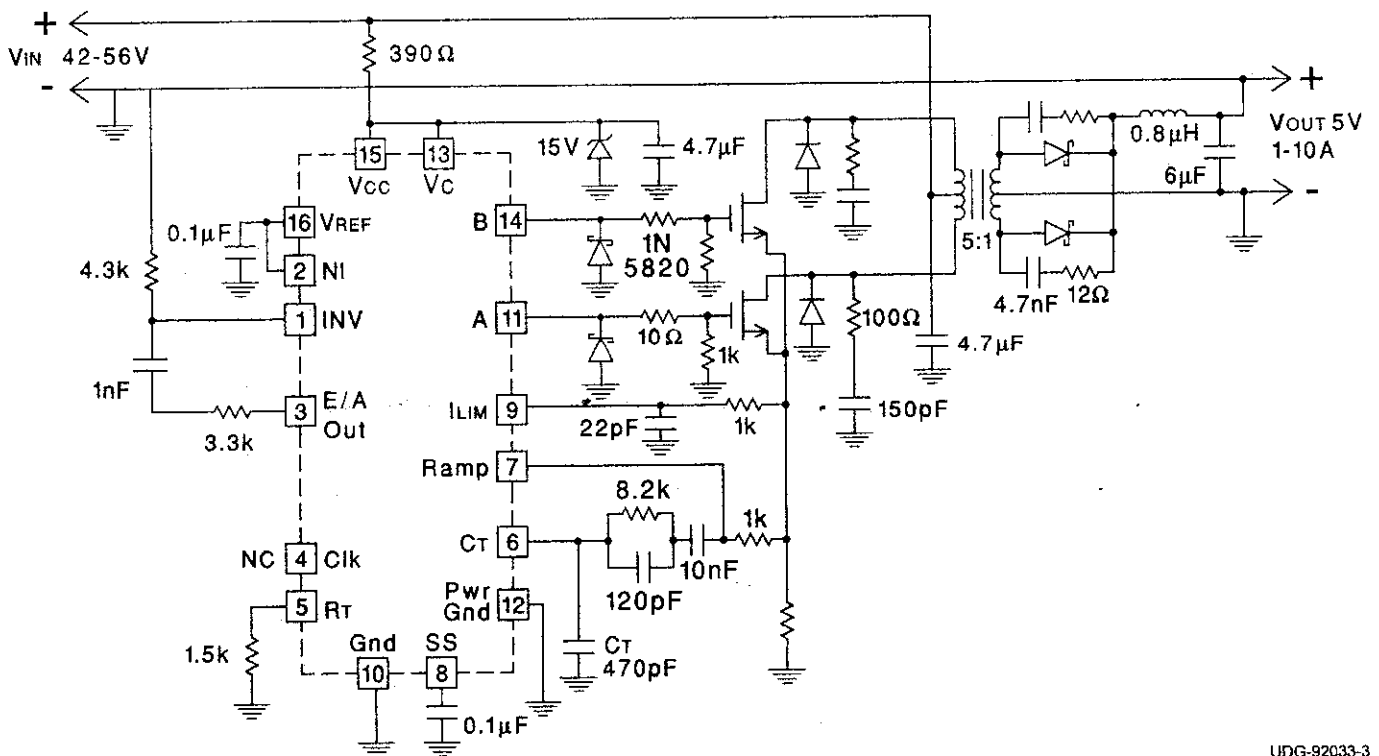 +
VIN 42-56V
-
390Ω
+
VOUT 5V
1-10A
-
15 VCC
13 VC
15V
4.7µF
0.8µH
6µF
5:1
4.7nF
12Ω
16 VREF
0.1µF
2 NI
4.3k
1 INV
1nF
3 E/A Out
3.3k
B 14
1N
5820
A 11
10Ω
1k
100Ω
4.7µF
150pF
ILIM 9
22pF
1k
Ramp 7
8.2k
1k
CT 6
10nF
120pF
NC 4 Clk
5 RT
1.5k
Pwr Gnd 12
CT
470pF
Gnd
10
SS
8
0.1µF
UDG-92033-3